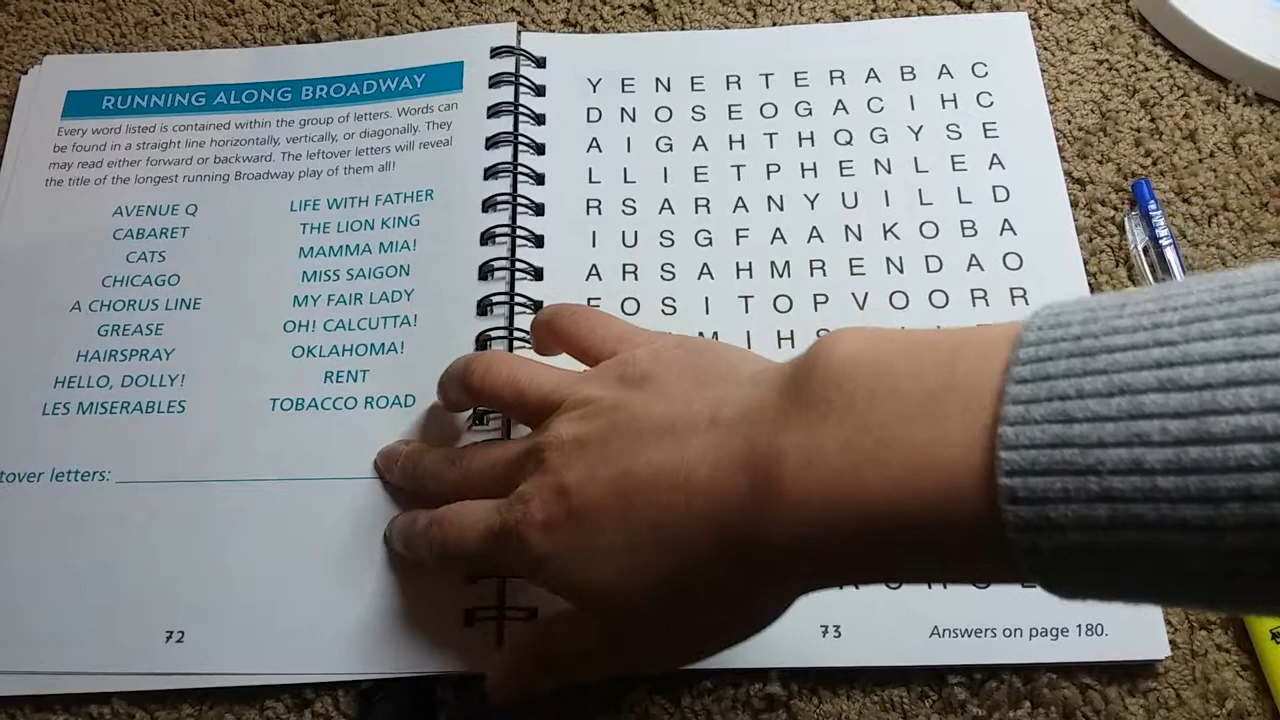 RUNNING ALONG BROADWAY
Every word listed is contained within the group of letters. Words can
be found in a straight line horizontally, vertically, or diagonally. They
may read either forward or backward. The leftover letters will reveal
the title of the longest running Broadway play of them all!
AVENUE Q
CABARET
CATS
CHICAGO
A CHORUS LINE
GREASE
HAIRSPRAY
HELLO, DOLLY!
LES MISERABLES
LIFE WITH FATHER
THE LION KING
MAMMA MIA!
MISS SAIGON
MY FAIR LADY
OH! CALCUTTA!
OKLAHOMA!
RENT
TOBACCO ROAD
letters:
72
Y E N E R T E R A B A C
D N O S E O G A C I H C
A I G A H T H Q G Y S E
L L I E T P H E N L E A
R S A R A N Y U I L L D
I U S G F A A N K O B A
A R S A H M R E N D A O
O S I T O P V O O R R
M I H
73
Answers on page 180.